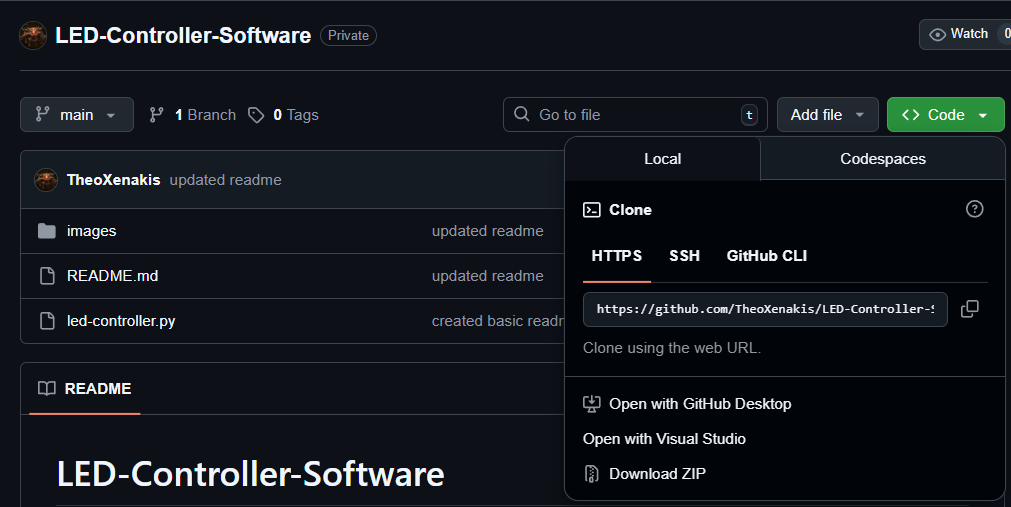 LED-Controller-Software Private
Watch 0
main 1 Branch 0 Tags
Go to file t
Add file
Code
Local Codespaces
TheoXenakis updated readme
Clone
images updated readme
HTTPS SSH GitHub CLI
README.md updated readme
https://github.com/TheoXenakis/LED-Controller-S
led-controller.py created basic readr
Clone using the web URL.
README
Open with GitHub Desktop
Open with Visual Studio
LED-Controller-Software
Download ZIP